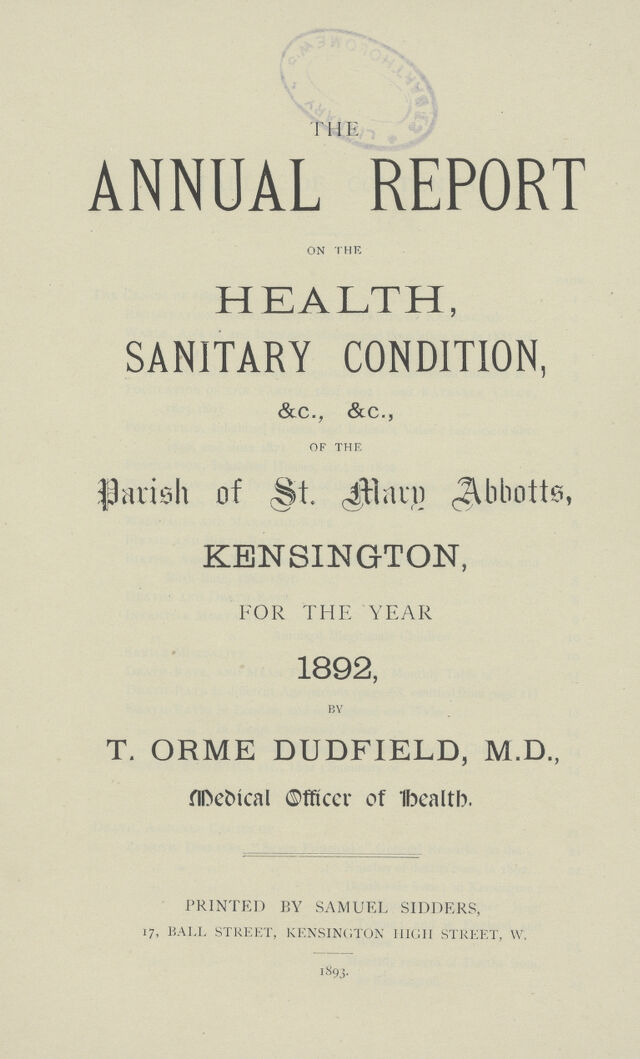 THE
ANNUAL REPORT
ON THE
HEALTH,
SANITARY CONDITION,
&c., &c.,
OF THE
Parish of St. Mary Abbotts,
KENSINGTON,
FOR THE YEAR
1892,
BY
T. ORME DUDFIELD, M.D.,
Medical Officer of Health.
PRINTED BY SAMUEL SIDDERS,
17, BALL STREET, KENSINGTON HIGH STREET, W.
1893.